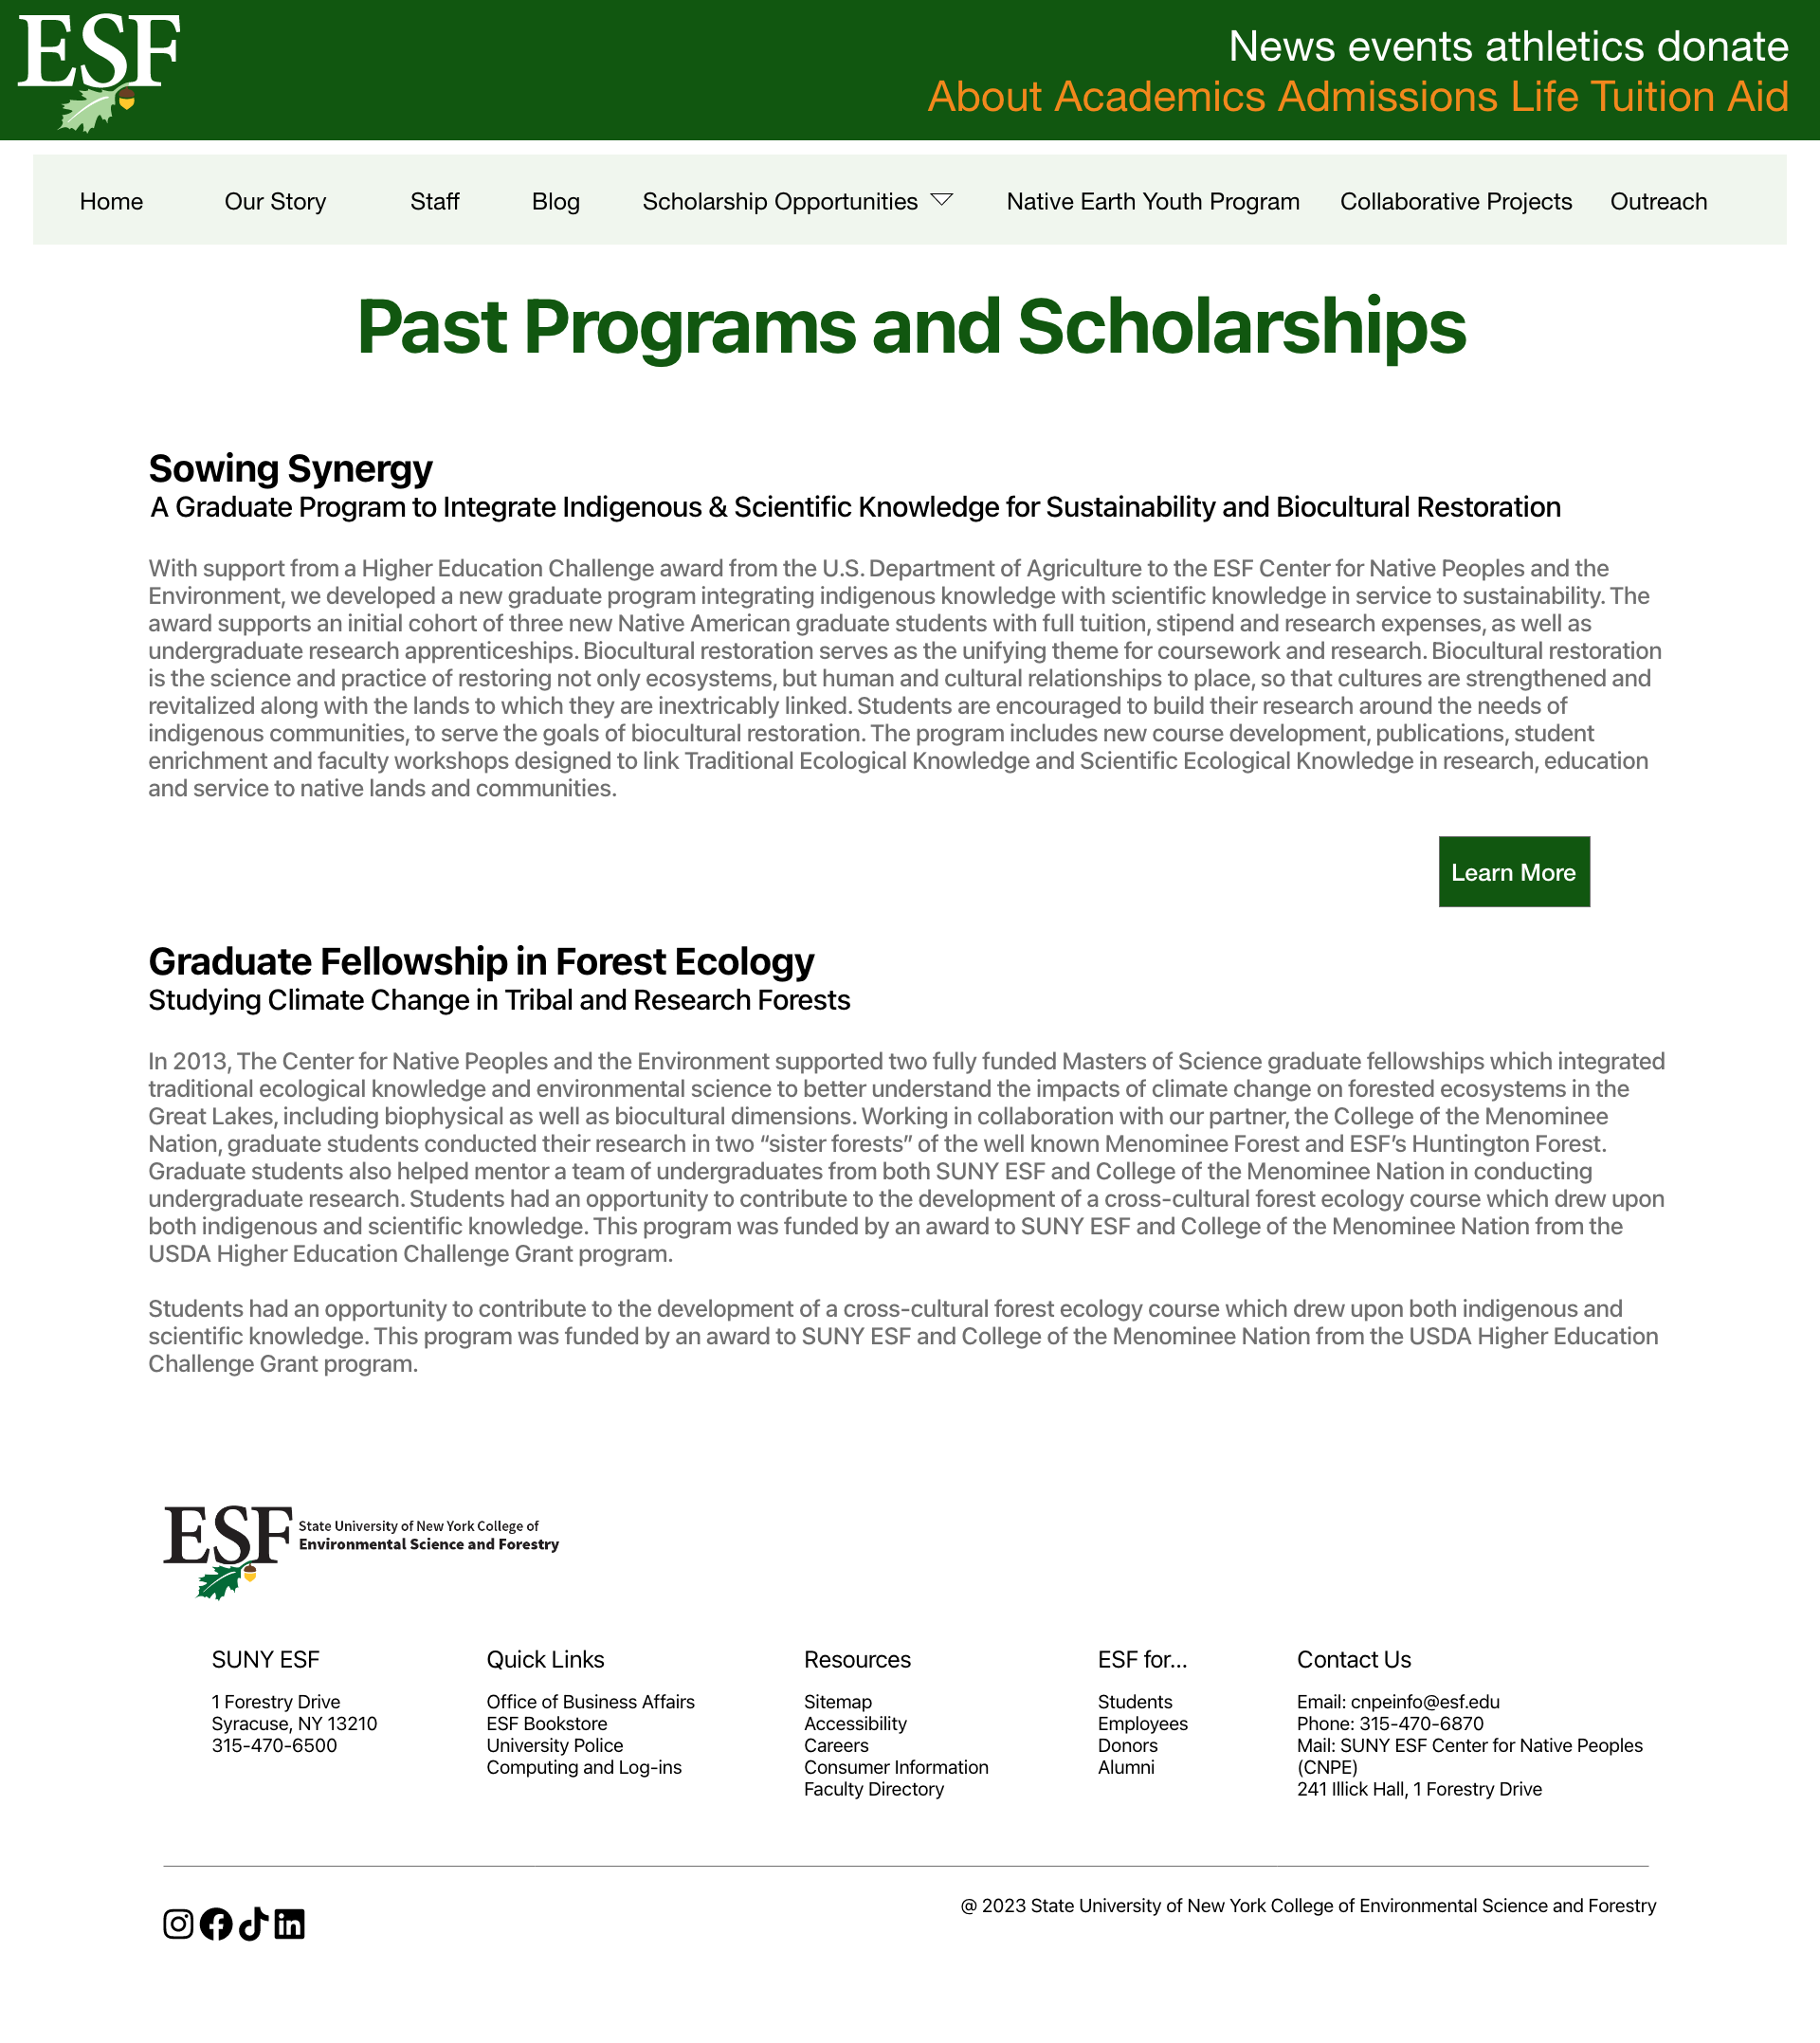 ESF
News events athletics donate
About Academics Admissions Life Tuition Aid
Home Our Story Staff Blog Scholarship Opportunities Native Earth Youth Program Collaborative Projects Outreach
Past Programs and Scholarships
Sowing Synergy
A Graduate Program to Integrate Indigenous & Scientific Knowledge for Sustainability and Biocultural Restoration
With support from a Higher Education Challenge award from the U.S. Department of Agriculture to the ESF Center for Native Peoples and the
Environment, we developed a new graduate program integrating indigenous knowledge with scientific knowledge in service to sustainability. The
award supports an initial cohort of three new Native American graduate students with full tuition, stipend and research expenses, as well as
undergraduate research apprenticeships. Biocultural restoration serves as the unifying theme for coursework and research. Biocultural restoration
is the science and practice of restoring not only ecosystems, but human and cultural relationships to place, so that cultures are strengthened and
revitalized along with the lands to which they are inextricably linked. Students are encouraged to build their research around the needs of
indigenous communities, to serve the goals of biocultural restoration. The program includes new course development, publications, student
enrichment and faculty workshops designed to link Traditional Ecological Knowledge and Scientific Ecological Knowledge in research, education
and service to native lands and communities.
Learn More
Graduate Fellowship in Forest Ecology
Studying Climate Change in Tribal and Research Forests
In 2013, The Center for Native Peoples and the Environment supported two fully funded Masters of Science graduate fellowships which integrated
traditional ecological knowledge and environmental science to better understand the impacts of climate change on forested ecosystems in the
Great Lakes, including biophysical as well as biocultural dimensions. Working in collaboration with our partner, the College of the Menominee
Nation, graduate students conducted their research in two “sister forests” of the well known Menominee Forest and ESF’s Huntington Forest.
Graduate students also helped mentor a team of undergraduates from both SUNY ESF and College of the Menominee Nation in conducting
undergraduate research. Students had an opportunity to contribute to the development of a cross-cultural forest ecology course which drew upon
both indigenous and scientific knowledge. This program was funded by an award to SUNY ESF and College of the Menominee Nation from the
USDA Higher Education Challenge Grant program.
Students had an opportunity to contribute to the development of a cross-cultural forest ecology course which drew upon both indigenous and
scientific knowledge. This program was funded by an award to SUNY ESF and College of the Menominee Nation from the USDA Higher Education
Challenge Grant program.
ESF
State University of New York College of
Environmental Science and Forestry
SUNY ESF
1 Forestry Drive
Syracuse, NY 13210
315-470-6500
Quick Links
Office of Business Affairs
ESF Bookstore
University Police
Computing and Log-ins
Resources
Sitemap
Accessibility
Careers
Consumer Information
Faculty Directory
ESF for...
Students
Employees
Donors
Alumni
Contact Us
Email: cnpeinfo@esf.edu
Phone: 315-470-6870
Mail: SUNY ESF Center for Native Peoples
(CNPE)
241 Illick Hall, 1 Forestry Drive
@ 2023 State University of New York College of Environmental Science and Forestry